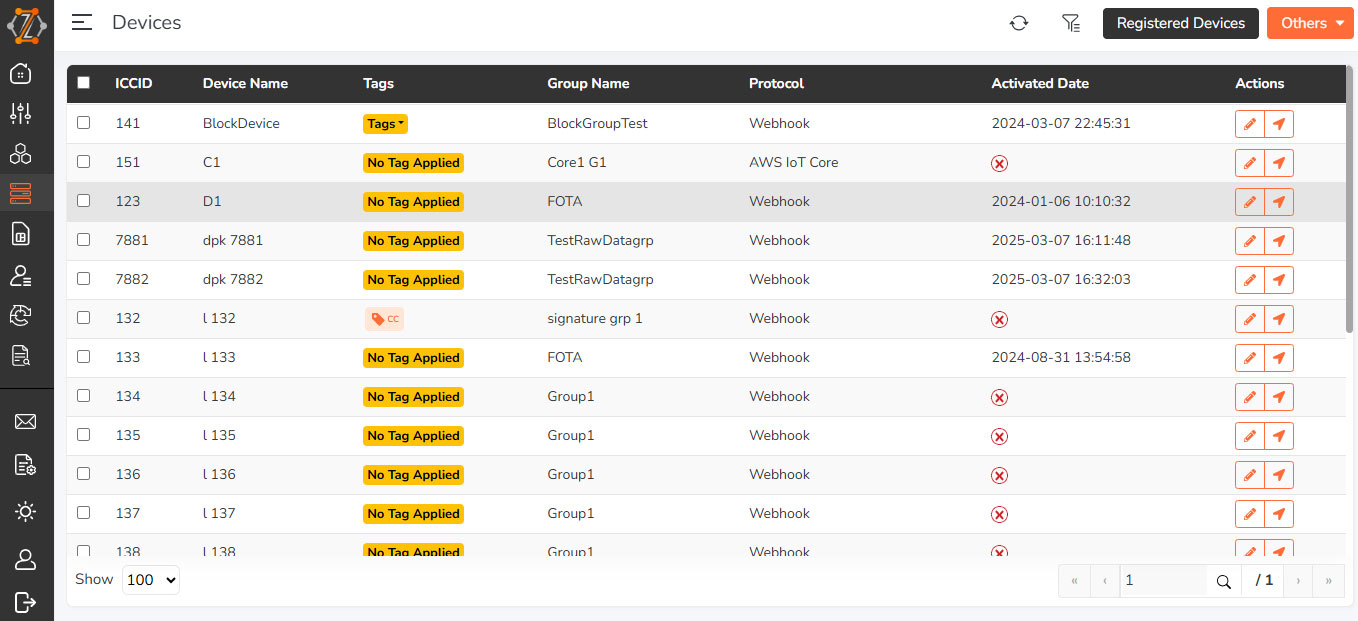 Devices
Registered Devices Others
ICCID Device Name Tags Group Name Protocol Activated Date Actions
141 BlockDevice Tags BlockGroupTest Webhook 2024-03-07 22:45:31
151 C1 No Tag Applied Core1 G1 AWS IoT Core
123 D1 No Tag Applied FOTA Webhook 2024-01-06 10:10:32
7881 dpk 7881 No Tag Applied TestRawDatagrp Webhook 2025-03-07 16:11:48
7882 dpk 7882 No Tag Applied TestRawDatagrp Webhook 2025-03-07 16:32:03
132 l 132 CC signature grp 1 Webhook
133 l 133 No Tag Applied FOTA Webhook 2024-08-31 13:54:58
134 l 134 No Tag Applied Group1 Webhook
135 l 135 No Tag Applied Group1 Webhook
136 l 136 No Tag Applied Group1 Webhook
137 l 137 No Tag Applied Group1 Webhook
138 l 138 No Tag Applied Group1 Webhook
Show 100 « ‹ 1 / 1 › »